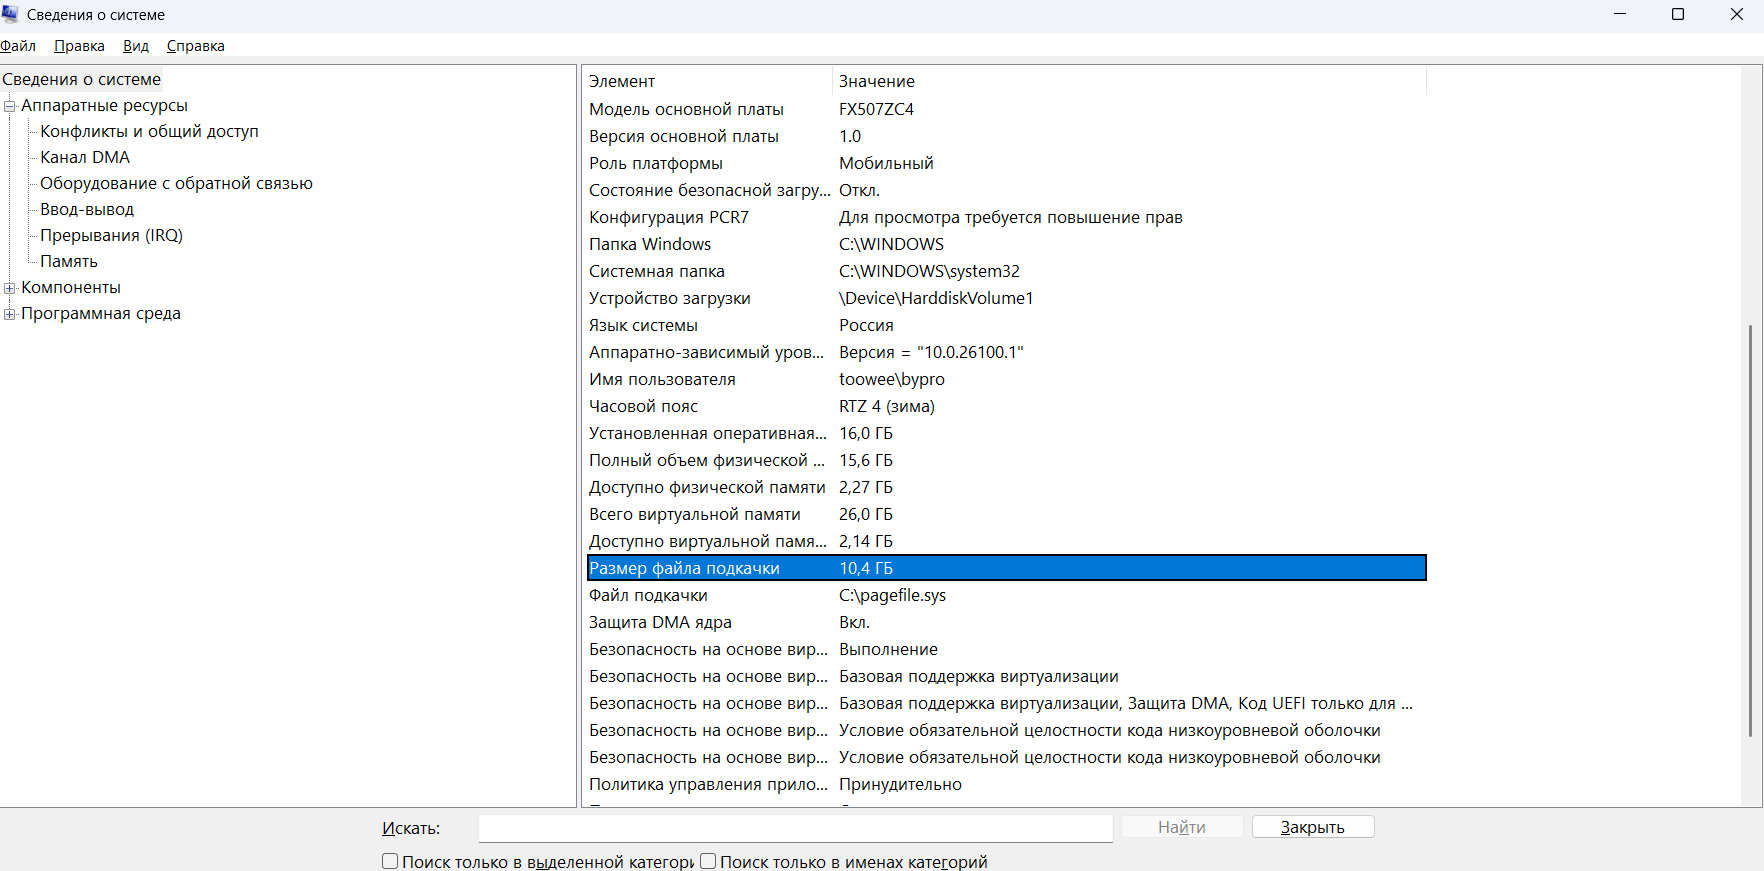 Сведения о системе
Файл Правка Вид Справка
Сведения о системе
Аппаратные ресурсы
Конфликты и общий доступ
Канал DMA
Оборудование с обратной связью
Ввод-вывод
Прерывания (IRQ)
Память
Компоненты
Программная среда
Элемент Значение
Модель основной платы FX507ZC4
Версия основной платы 1.0
Роль платформы Мобильный
Состояние безопасной загру... Откл.
Конфигурация PCR7 Для просмотра требуется повышение прав
Папка Windows C:\WINDOWS
Системная папка C:\WINDOWS\system32
Устройство загрузки \Device\HarddiskVolume1
Язык системы Россия
Аппаратно-зависимый уров... Версия = "10.0.26100.1"
Имя пользователя toowee\bypro
Часовой пояс RTZ 4 (зима)
Установленная оперативная... 16,0 ГБ
Полный объем физической ... 15,6 ГБ
Доступно физической памяти 2,27 ГБ
Всего виртуальной памяти 26,0 ГБ
Доступно виртуальной памя... 2,14 ГБ
Размер файла подкачки 10,4 ГБ
Файл подкачки C:\pagefile.sys
Защита DMA ядра Вкл.
Безопасность на основе вир... Выполнение
Безопасность на основе вир... Базовая поддержка виртуализации
Безопасность на основе вир... Базовая поддержка виртуализации, Защита DMA, Код UEFI только для ...
Безопасность на основе вир... Условие обязательной целостности кода низкоуровневой оболочки
Безопасность на основе вир... Условие обязательной целостности кода низкоуровневой оболочки
Политика управления прило... Принудительно
Искать: Найти Закрыть
Поиск только в выделенной категори Поиск только в именах категорий